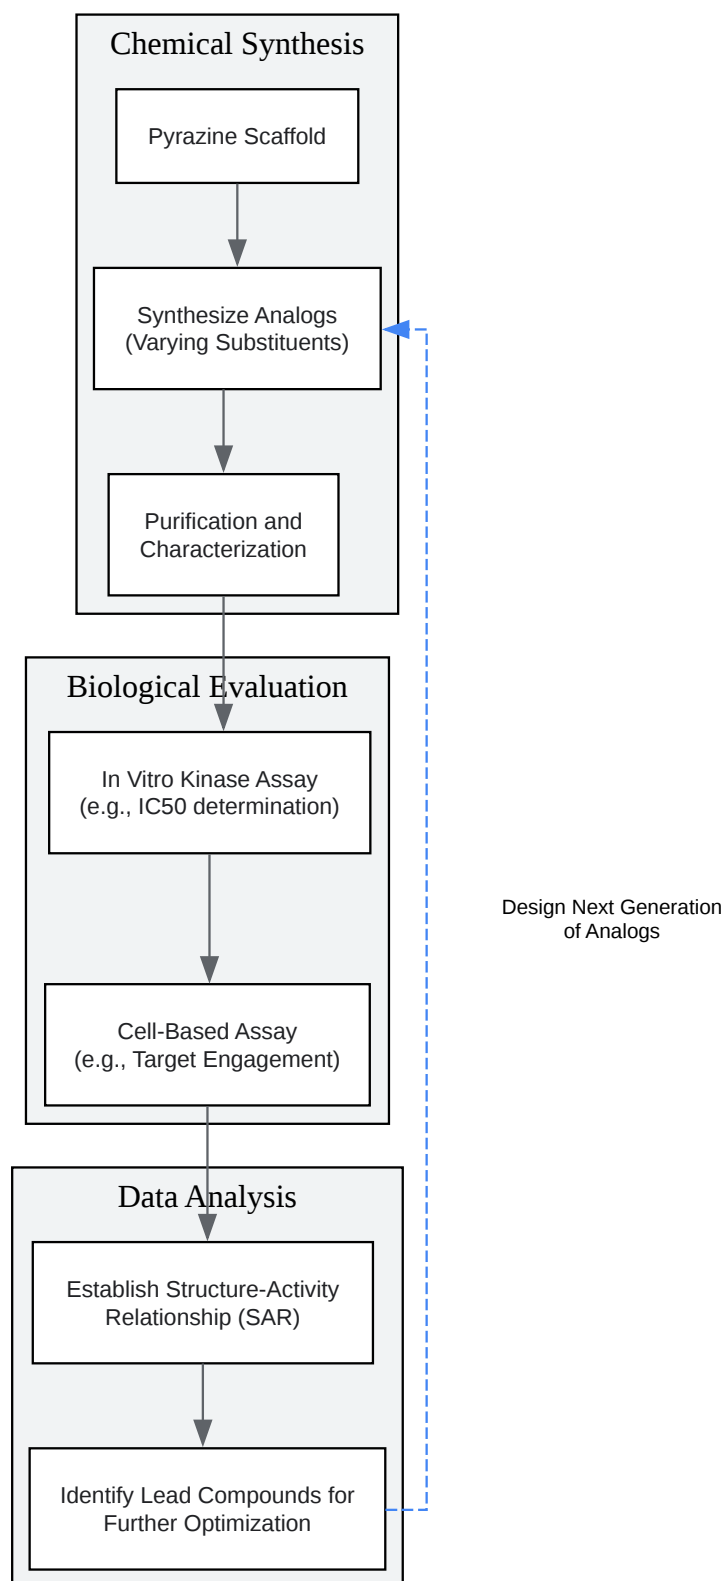 Chemical Synthesis
Pyrazine Scaffold
Synthesize Analogs
(Varying Substituents)
Purification and
Characterization
Biological Evaluation
In Vitro Kinase Assay
(e.g., IC50 determination)
Design Next Generation
of Analogs
Cell-Based Assay
(e.g., Target Engagement)
Data Analysis
Establish Structure-Activity
Relationship (SAR)
Identify Lead Compounds for
Further Optimization